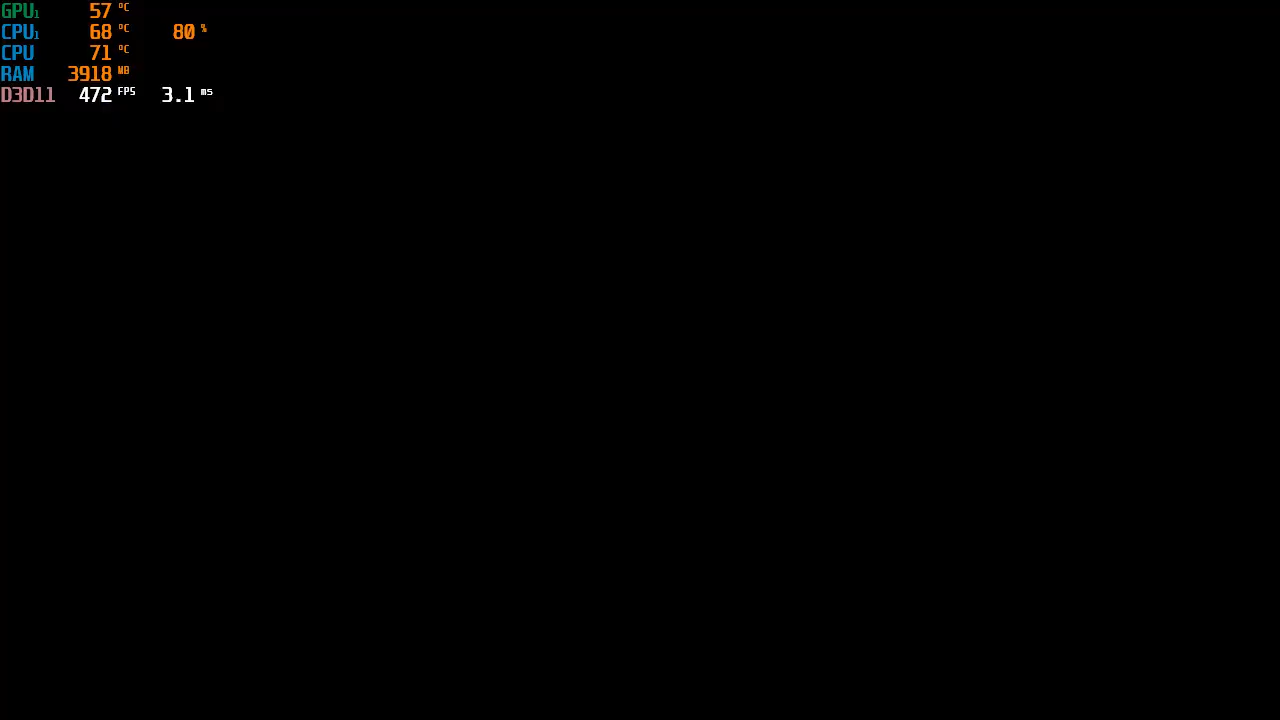 GPU1 57 °C
CPU1 68 °C 80 %
CPU 71 °C
RAM 3918 MB
D3D11 472 FPS 3.1 ms